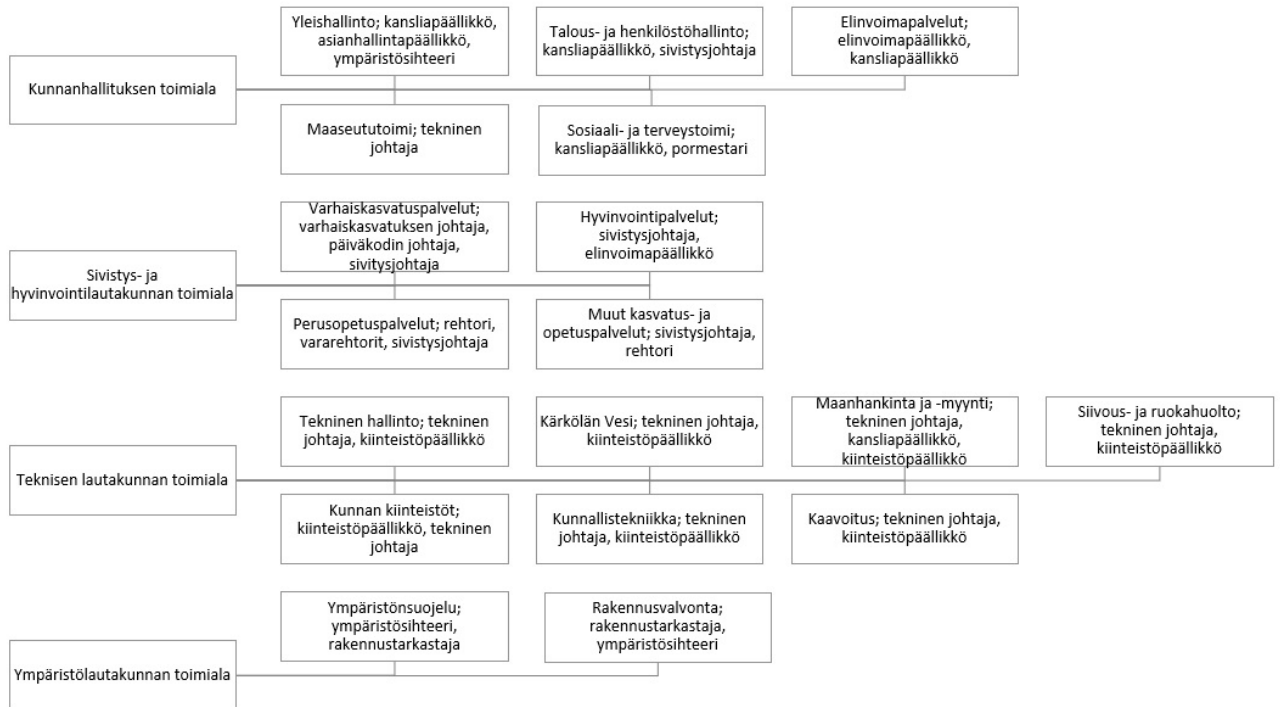 Kunnanhallituksen toimiala
Yleishallinto; kansliapäällikkö,
asianhallintapäällikkö,
ympäristösihteeri
Talous- ja henkilöstöhallinto;
kansliapäällikkö, sivistysjohtaja
Elinvoimapalvelut;
elinvoimapäällikkö,
kansliapäällikkö
Maaseututoimi; tekninen
johtaja
Sosiaali- ja terveystoimi;
kansliapäällikkö, pormestari
Sivistys- ja
hyvinvointilautakunnan toimiala
Varhaiskasvatuspalvelut;
varhaiskasvatuksen johtaja,
päiväkodin johtaja,
sivitysjohtaja
Hyvinvointipalvelut;
sivistysjohtaja,
elinvoimapäällikkö
Perusopetuspalvelut; rehtori,
vararehtorit, sivistysjohtaja
Muut kasvatus- ja
opetuspalvelut; sivistysjohtaja,
rehtori
Teknisen lautakunnan toimiala
Tekninen hallinto; tekninen
johtaja, kiinteistöpäällikkö
Kärkölän Vesi; tekninen johtaja,
kiinteistöpäällikkö
Maanhankinta ja -myynti;
tekninen johtaja,
kansliapäällikkö,
kiinteistöpäällikkö
Siivous- ja ruokahuolto;
tekninen johtaja,
kiinteistöpäällikkö
Kunnan kiinteistöt;
kiinteistöpäällikkö, tekninen
johtaja
Kunnallistekniikka; tekninen
johtaja, kiinteistöpäällikkö
Kaavoitus; tekninen johtaja,
kiinteistöpäällikkö
Ympäristölautakunnan toimiala
Ympäristönsuojelu;
ympäristösihteeri,
rakennustarkastaja
Rakennusvalvonta;
rakennustarkastaja,
ympäristösihteeri